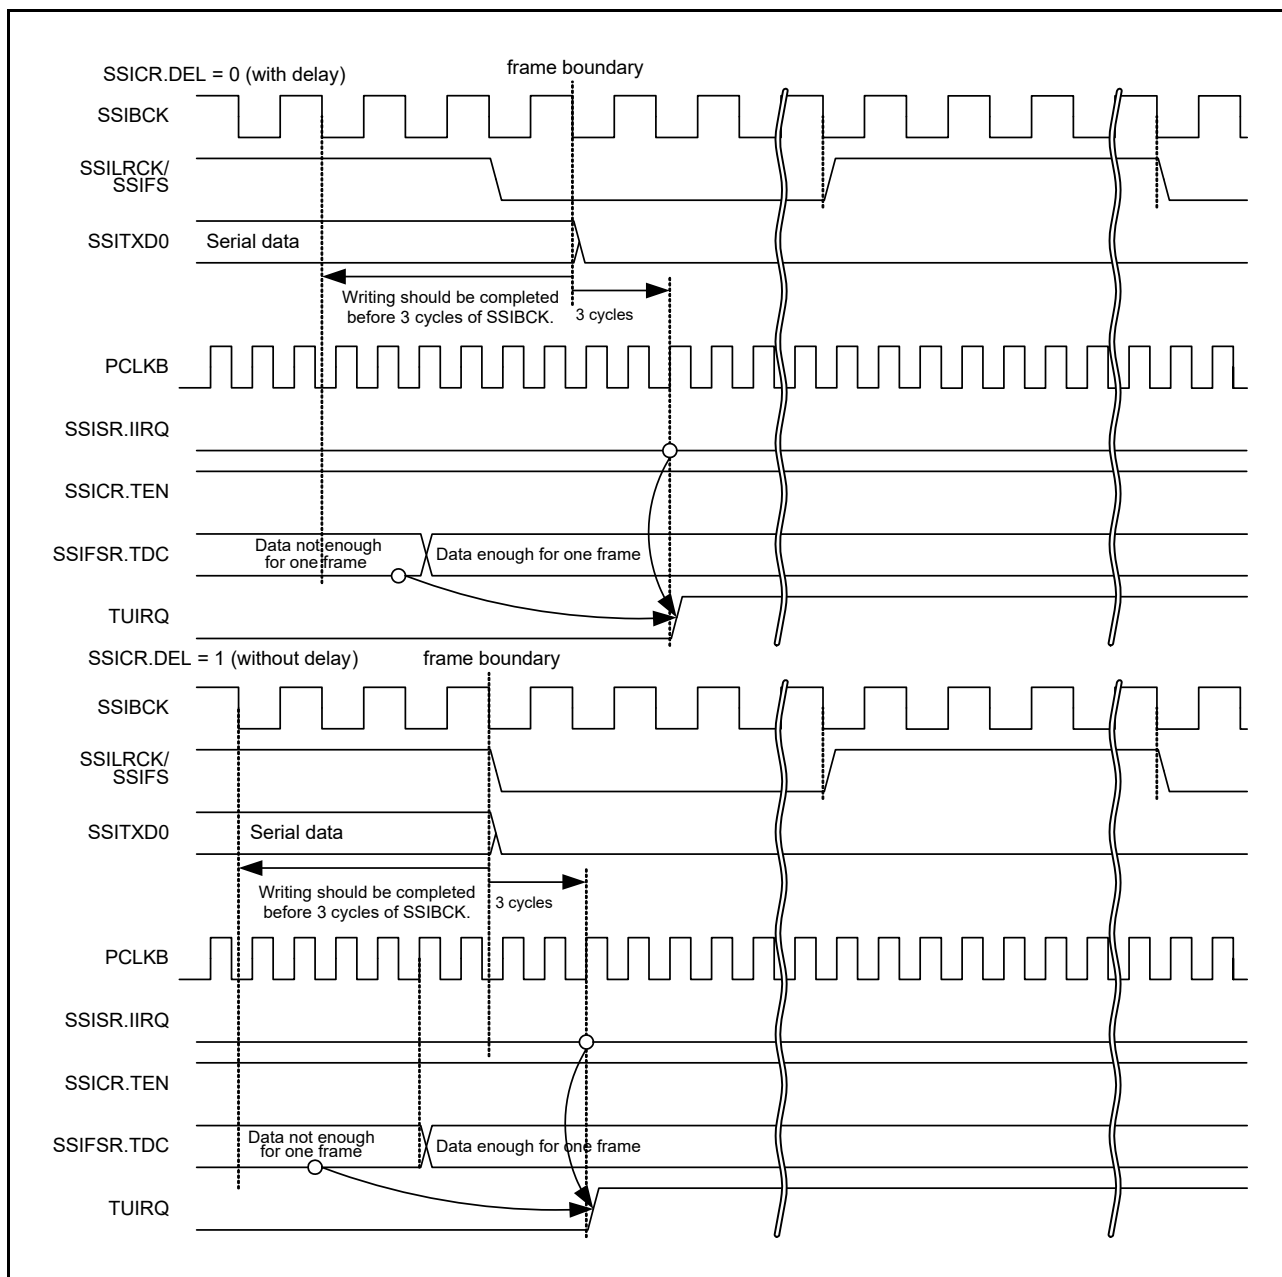 SSICR.DEL = 0 (with delay)
frame boundary
SSIBCK
SSILRCK/
SSIFS
SSITXD0
Serial data
Writing should be completed
before 3 cycles of SSIBCK.
3 cycles
PCLKB
SSISR.IIRQ
SSICR.TEN
SSIFSR.TDC
Data not enough
for one frame
Data enough for one frame
TUIRQ
SSICR.DEL = 1 (without delay)
frame boundary
SSIBCK
SSILRCK/
SSIFS
SSITXD0
Serial data
Writing should be completed
before 3 cycles of SSIBCK.
3 cycles
PCLKB
SSISR.IIRQ
SSICR.TEN
SSIFSR.TDC
Data not enough
for one frame
Data enough for one frame
TUIRQ